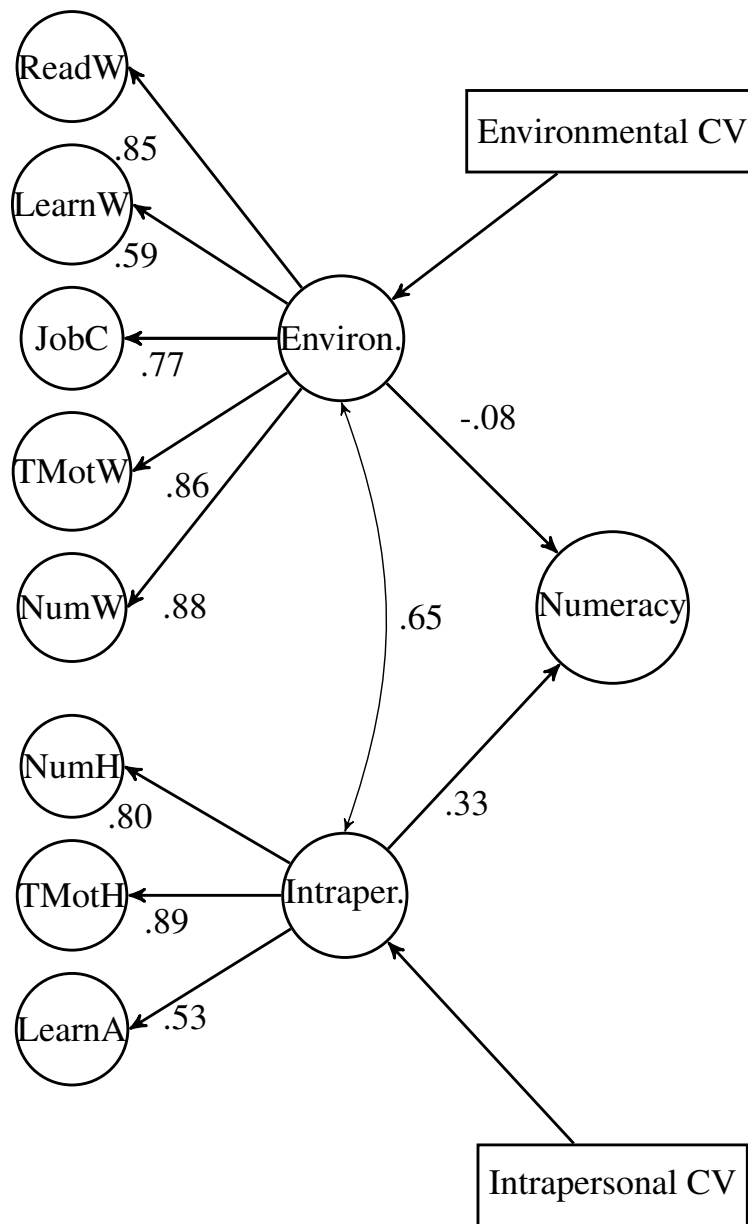 ReadW
Environmental CV
.85
LearnW
.59
Environ.
JobC
.77
-.08
TMotW
.86
NumW
.88
.65
Numeracy
NumH
.80
.33
TMotH
.89
Intraper.
LearnA
.53
Intrapersonal CV